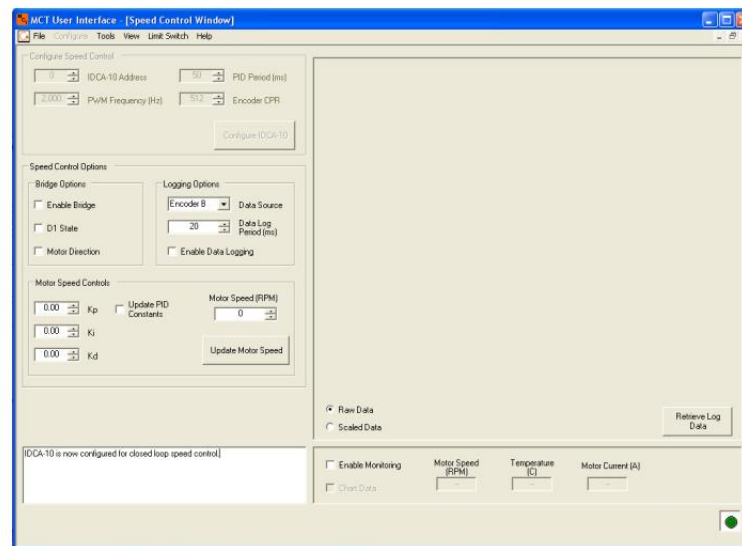 MCT User Interface - [Speed Control Window]
File Configure Tools View Limit Switch Help
Configure Speed Control
0 IDCA-10 Address 50 PID Period (ms)
2,000 PWM Frequency (Hz) 512 Encoder CPR
Configure IDCA-10
Speed Control Options
Bridge Options
Enable Bridge
D1 State
Motor Direction
Logging Options
Encoder B Data Source
20 Data Log
Period (ms)
Enable Data Logging
Motor Speed Controls
0.00 Kp
0.00 Ki
0.00 Kd
Update PID
Constants
Motor Speed (RPM)
0
Update Motor Speed
Raw Data
Scaled Data
Retrieve Log
Data
IDCA-10 is now configured for closed loop speed control.
Enable Monitoring
Chart Data
Motor Speed
(RPM)
--
Temperature
(C)
--
Motor Current (A)
--